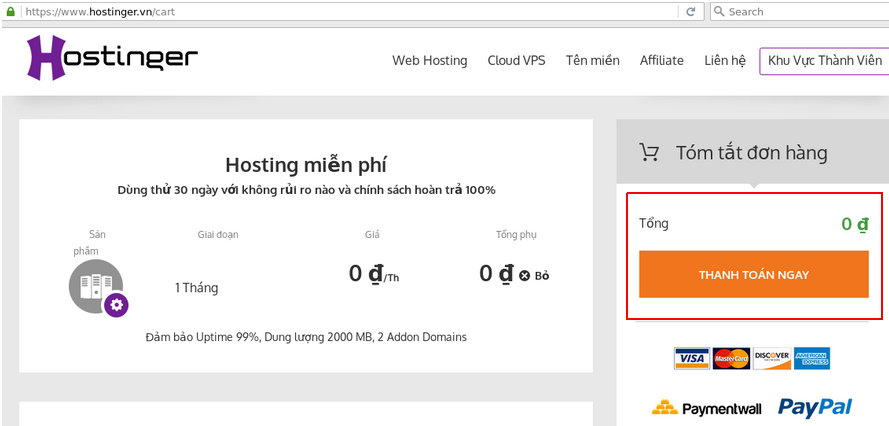 https://www.hostinger.vn/cart
Search
Hostinger
Web Hosting Cloud VPS Tên miền Affiliate Liên hệ Khu Vực Thành Viên
Hosting miễn phí
Dùng thử 30 ngày với không rủi ro nào và chính sách hoàn trả 100%
Sản phẩm
Giai đoạn
Giá
Tổng phụ
1 Tháng
0 ₫/Th
0 ₫ Bỏ
Đảm bảo Uptime 99%, Dung lượng 2000 MB, 2 Addon Domains
Tóm tắt đơn hàng
Tổng 0 ₫
THANH TOÁN NGAY
VISA MasterCard DISCOVER AMERICAN EXPRESS
Paymentwall PayPal